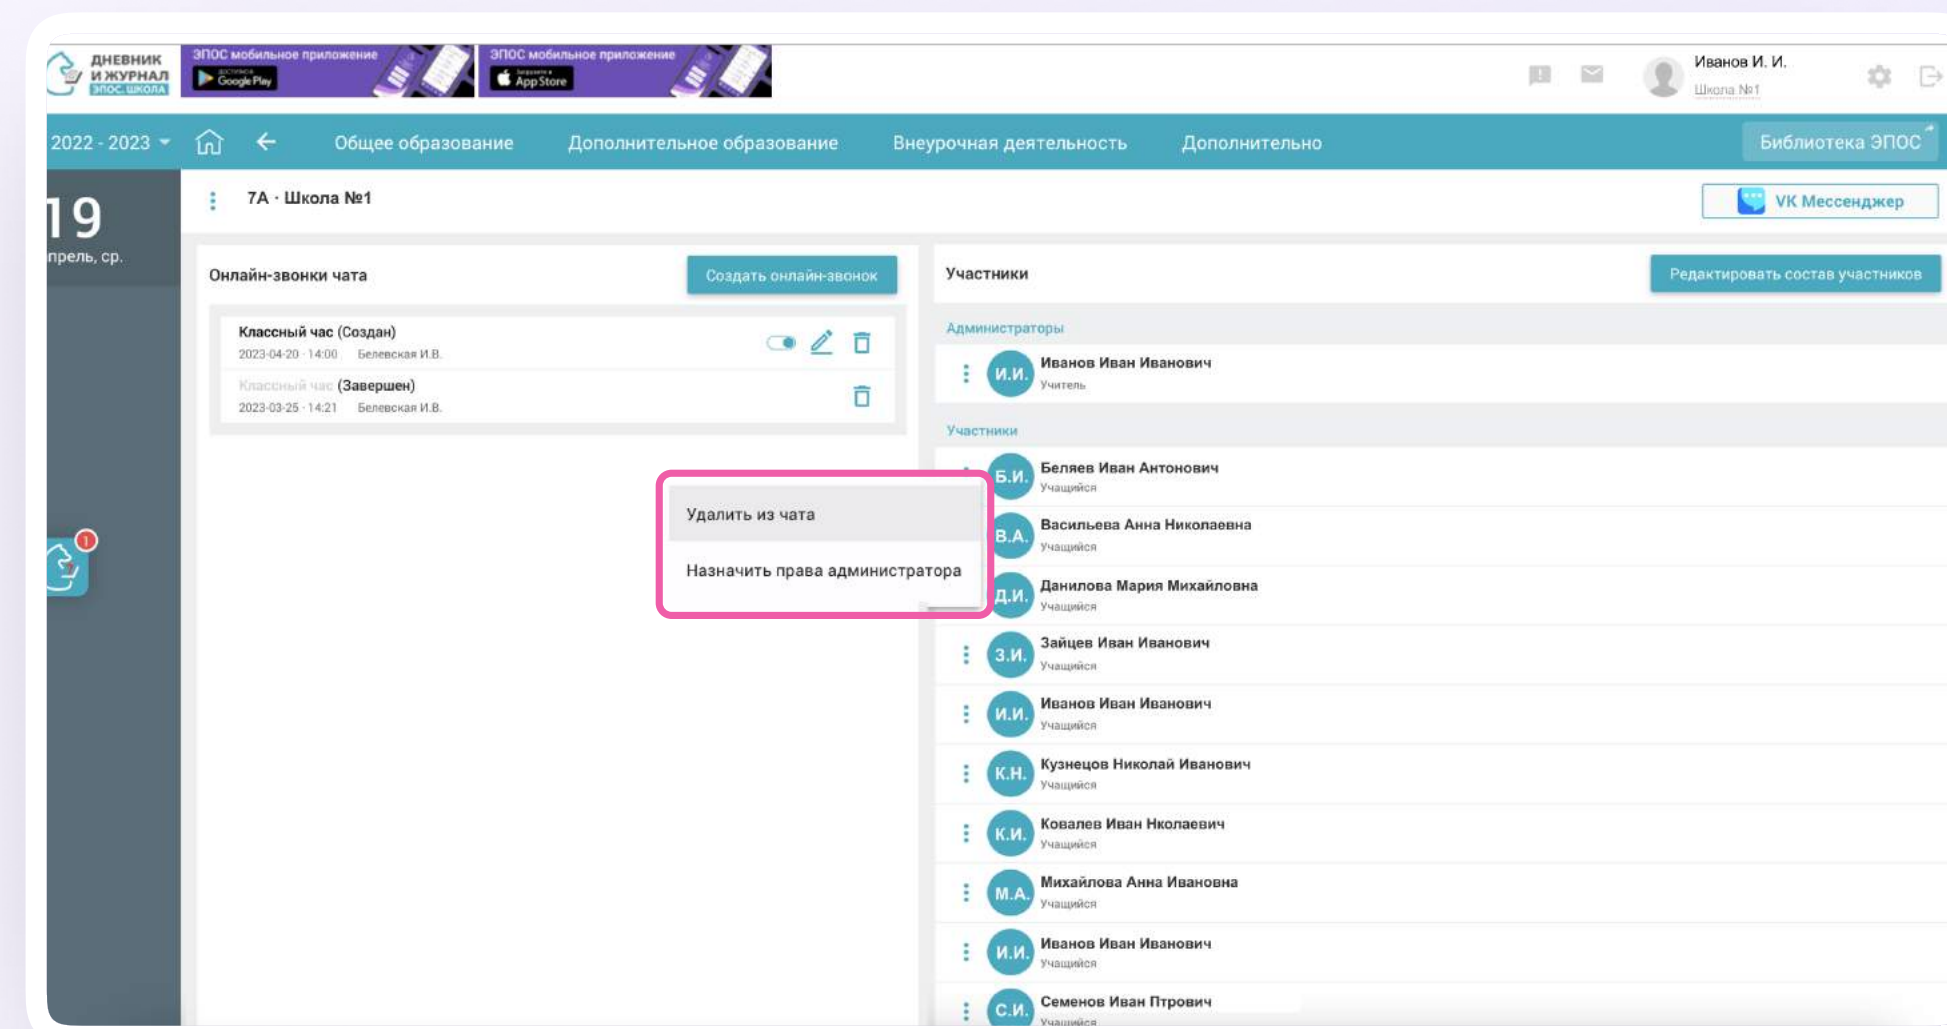 ДНЕВНИК
И ЖУРНАЛ
ЭПОС.ШКОЛА
ЭПОС мобильное приложение
Google Play
ЭПОС мобильное приложение
App Store
Иванов И. И.
Школа №1
2022 - 2023
Общее образование
Дополнительное образование
Внеурочная деятельность
Дополнительно
Библиотека ЭПОС
19
прель, ср.
7А · Школа №1
VK Мессенджер
Онлайн-звонки чата
Создать онлайн-звонок
Классный час (Создан)
2023-04-20 · 14:00 Белевская И.В.
Классный час (Завершен)
2023-03-25 · 14:21 Белевская И.В.
1
Удалить из чата
Назначить права администратора
Участники
Редактировать состав участников
Администраторы
И.И.
Иванов Иван Иванович
Учитель
Участники
Б.И.
Беляев Иван Антонович
Учащийся
В.А.
Васильева Анна Николаевна
Учащийся
Д.И.
Данилова Мария Михайловна
Учащийся
З.И.
Зайцев Иван Иванович
Учащийся
И.И.
Иванов Иван Иванович
Учащийся
К.Н.
Кузнецов Николай Иванович
Учащийся
К.И.
Ковалев Иван Нколаевич
Учащийся
М.А.
Михайлова Анна Ивановна
Учащийся
И.И.
Иванов Иван Иванович
Учащийся
С.И.
Семенов Иван Птрович
Учащийся